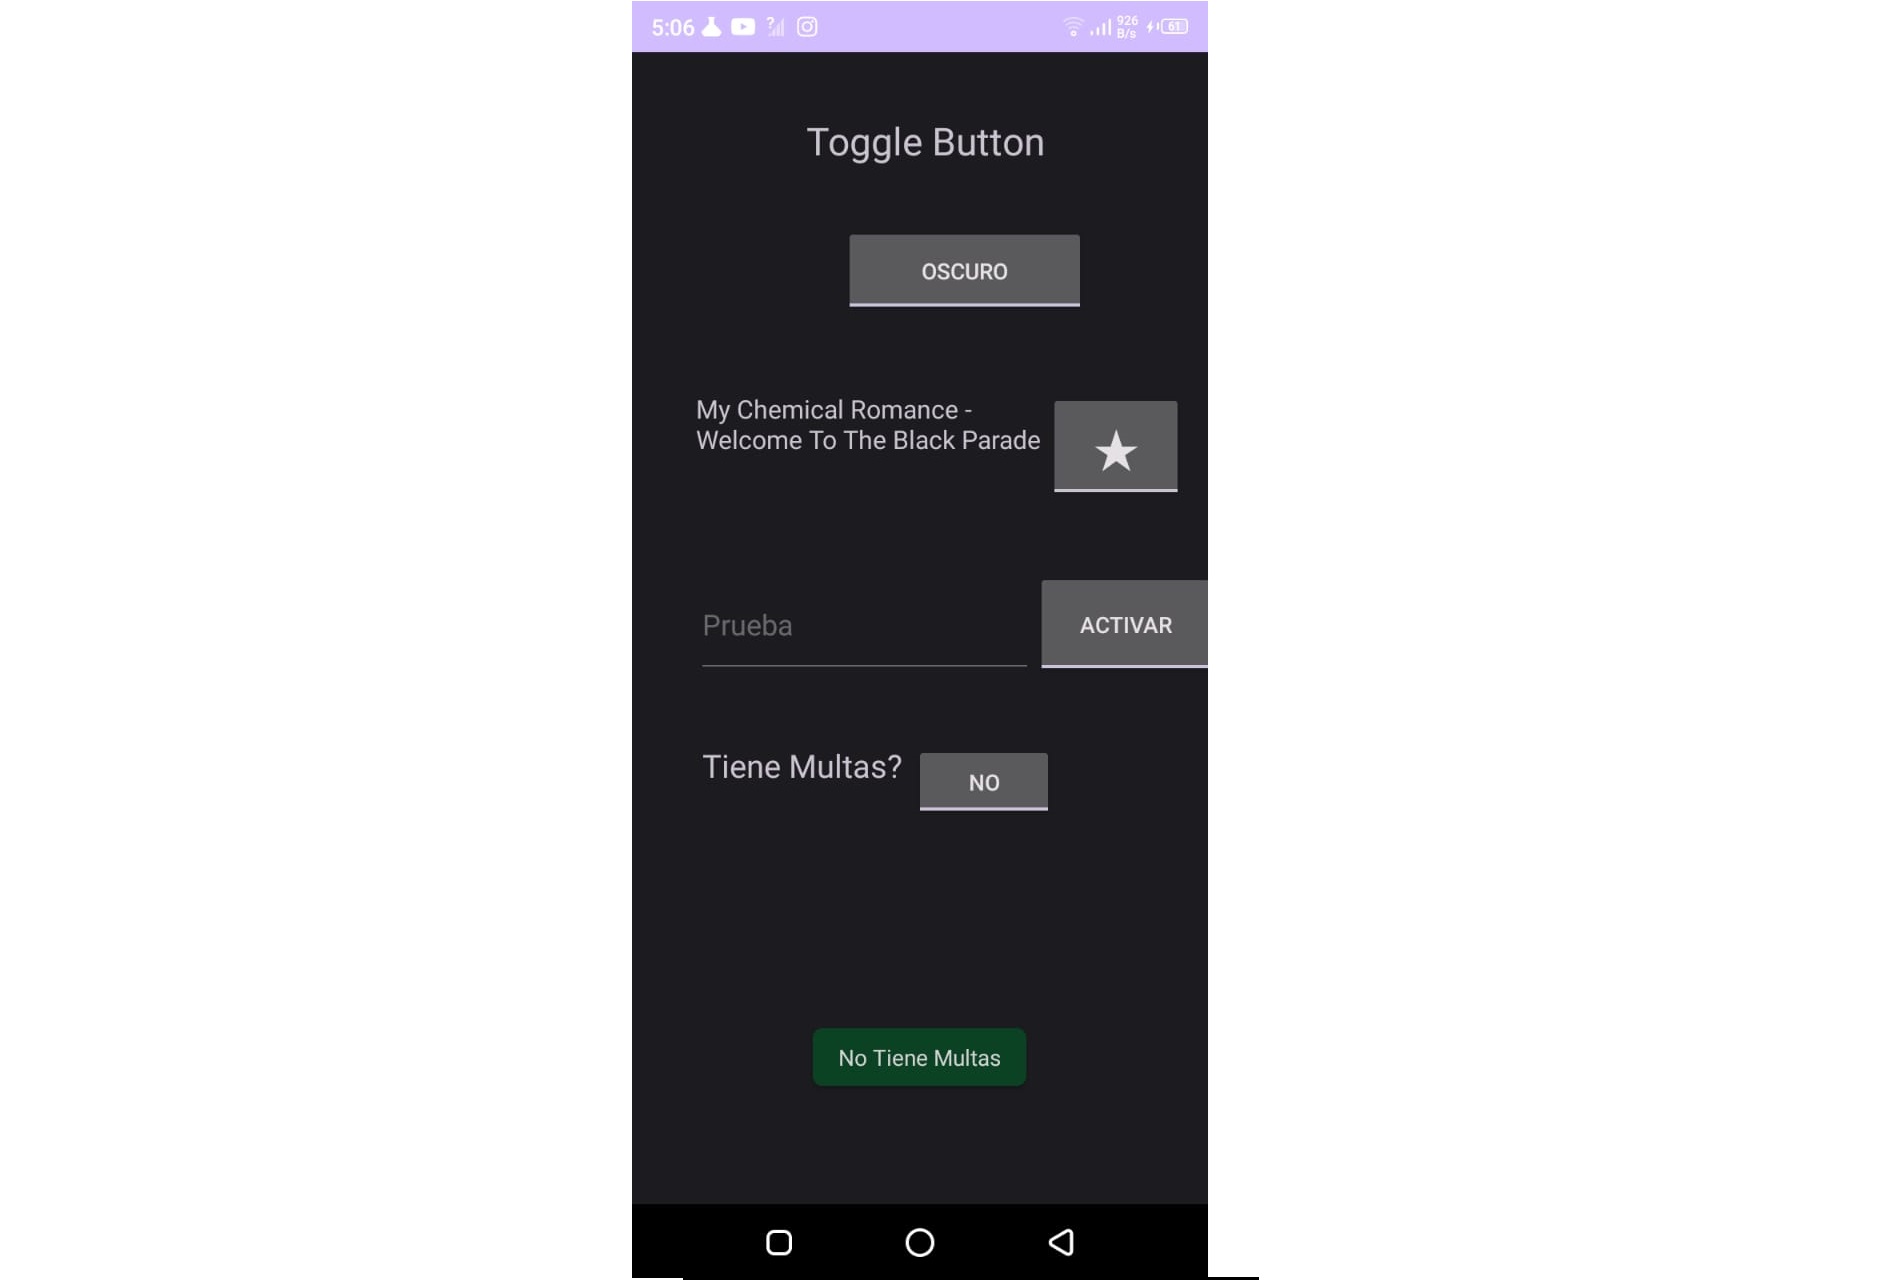 5:06
926
B/s
61
Toggle Button
OSCURO
My Chemical Romance -
Welcome To The Black Parade
Prueba
ACTIVAR
Tiene Multas?
NO
No Tiene Multas